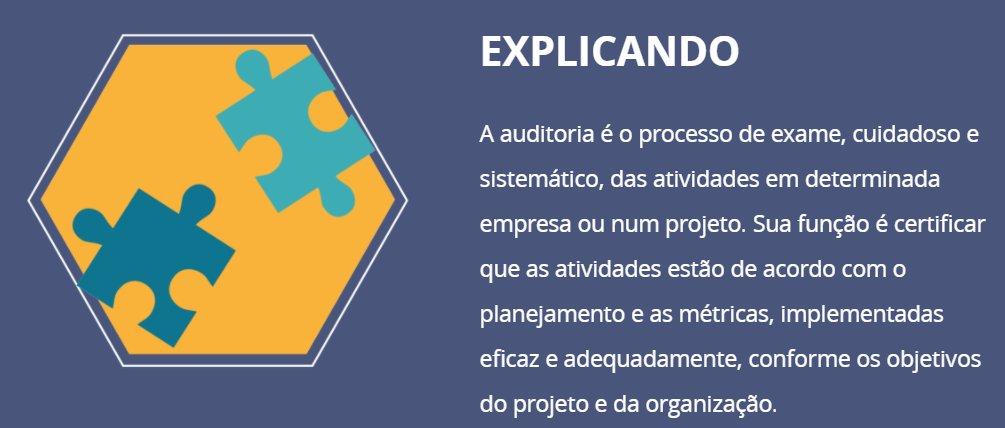 EXPLICANDO
A auditoria é o processo de exame, cuidadoso e
sistemático, das atividades em determinada
empresa ou num projeto. Sua função é certificar
que as atividades estão de acordo com o
planejamento e as métricas, implementadas
eficaz e adequadamente, conforme os objetivos
do projeto e da organização.